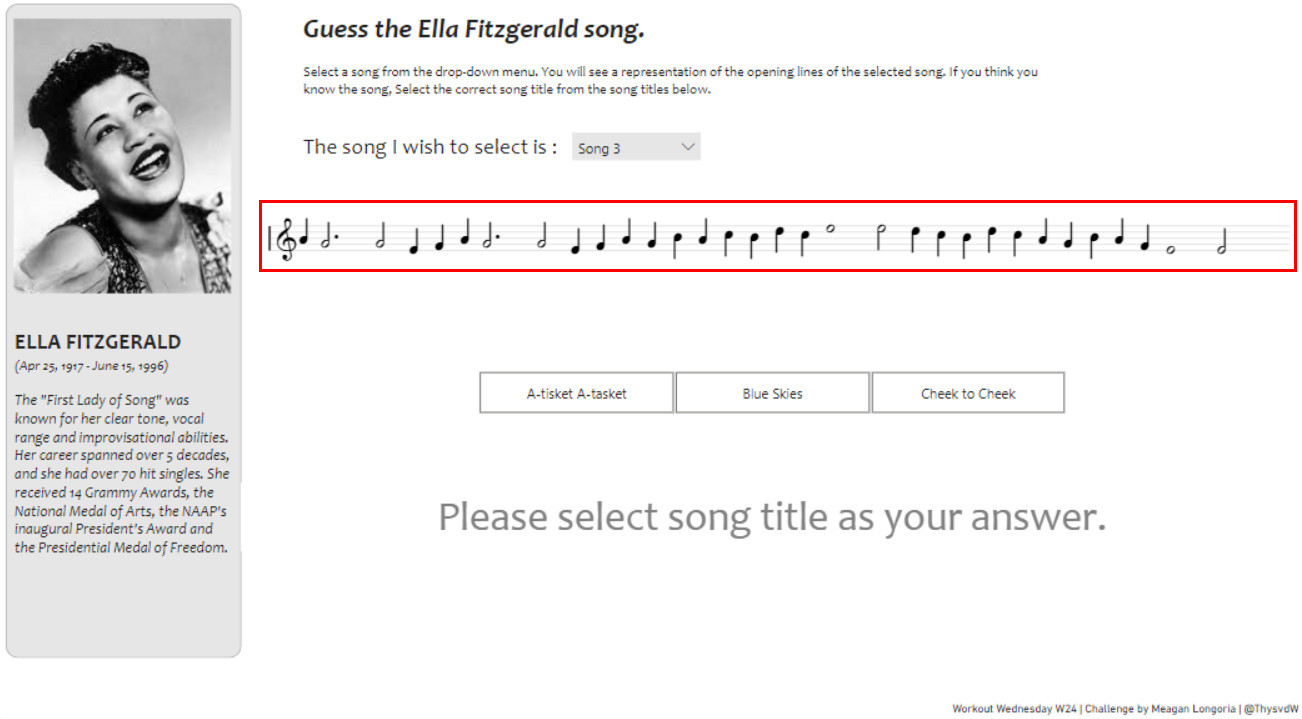 Guess the Ella Fitzgerald song.
Select a song from the drop-down menu. You will see a representation of the opening lines of the selected song. If you think you
know the song, Select the correct song title from the song titles below.
The song I wish to select is : Song 3
ELLA FITZGERALD
(Apr 25, 1917 - June 15, 1996)
The "First Lady of Song" was
known for her clear tone, vocal
range and improvisational abilities.
Her career spanned over 5 decades,
and she had over 70 hit singles. She
received 14 Grammy Awards, the
National Medal of Arts, the NAAP's
inaugural President's Award and
the Presidential Medal of Freedom.
A-tisket A-tasket Blue Skies Cheek to Cheek
Please select song title as your answer.
Workout Wednesday W24 | Challenge by Meagan Longoria | @ThysvdW